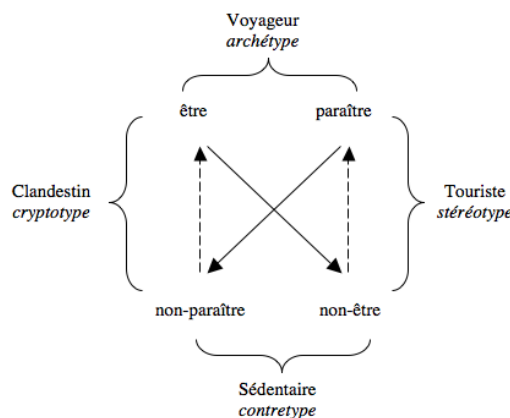 Voyageur
archétype
être paraître
Clandestin
cryptotype
Touriste
stéréotype
non-paraître non-être
Sédentaire
contretype